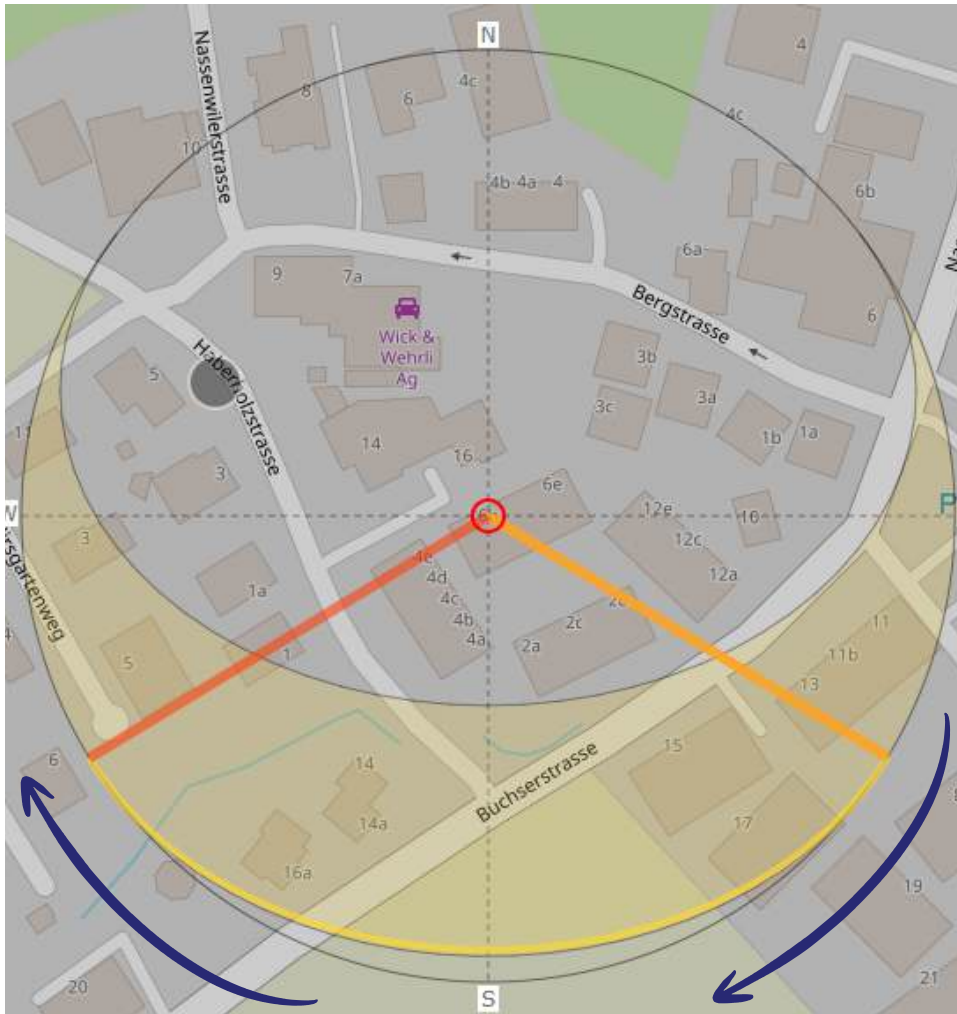 N
4
4c
8
6
Nassenwilerstrasse
4c
10
4b 4a 4
6b
6a
9
7a
Bergstrasse
6
Wick &
Wehrli
Ag
Haberholzstrasse
3b
5
3a
3c
11
14
1b
1a
16
3
6e
W
12e
10
P
3
12c
4e
12a
4d
1a
4c
2c
4b
2c
11
4a
2a
1
11b
5
13
15
6
14
Buchserstrasse
14a
17
16a
19
20
21
S